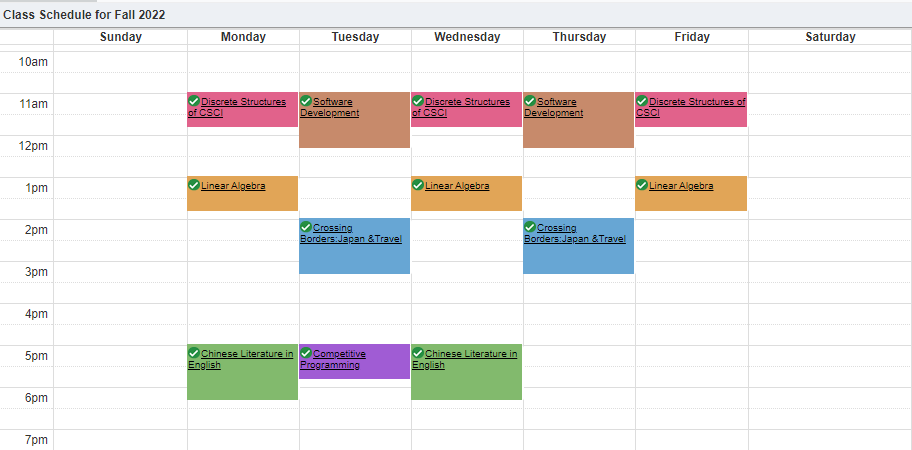 Class Schedule for Fall 2022
Sunday Monday Tuesday Wednesday Thursday Friday Saturday
10am
11am
Discrete Structures
of CSCI
Software
Development
Discrete Structures
of CSCI
Software
Development
Discrete Structures of
CSCI
12pm
1pm
Linear Algebra
Linear Algebra
Linear Algebra
2pm
Crossing
Borders:Japan &Travel
Crossing
Borders:Japan &Travel
3pm
4pm
5pm
Chinese Literature in
English
Competitive
Programming
Chinese Literature in
English
6pm
7pm